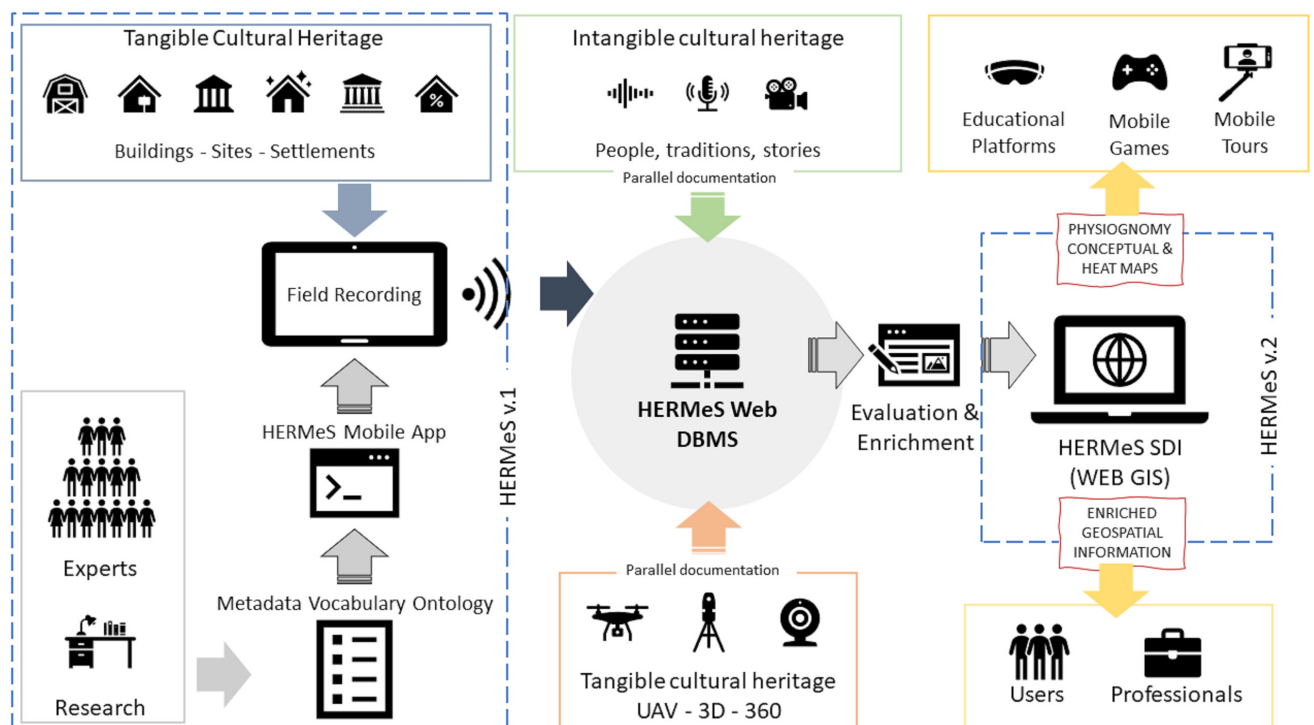 Tangible Cultural Heritage
Buildings - Sites - Settlements
%
Field Recording
HERMeS Mobile App
>_
Metadata Vocabulary Ontology
Experts
Research
HERMeS v.1
Intangible cultural heritage
People, traditions, stories
Parallel documentation
HERMeS Web
DBMS
Parallel documentation
Tangible cultural heritage
UAV - 3D - 360
Evaluation &
Enrichment
Educational
Platforms
Mobile
Games
Mobile
Tours
PHYSIOGNOMY
CONCEPTUAL &
HEAT MAPS
HERMeS SDI
(WEB GIS)
HERMeS v.2
ENRICHED
GEOSPATIAL
INFORMATION
Users
Professionals